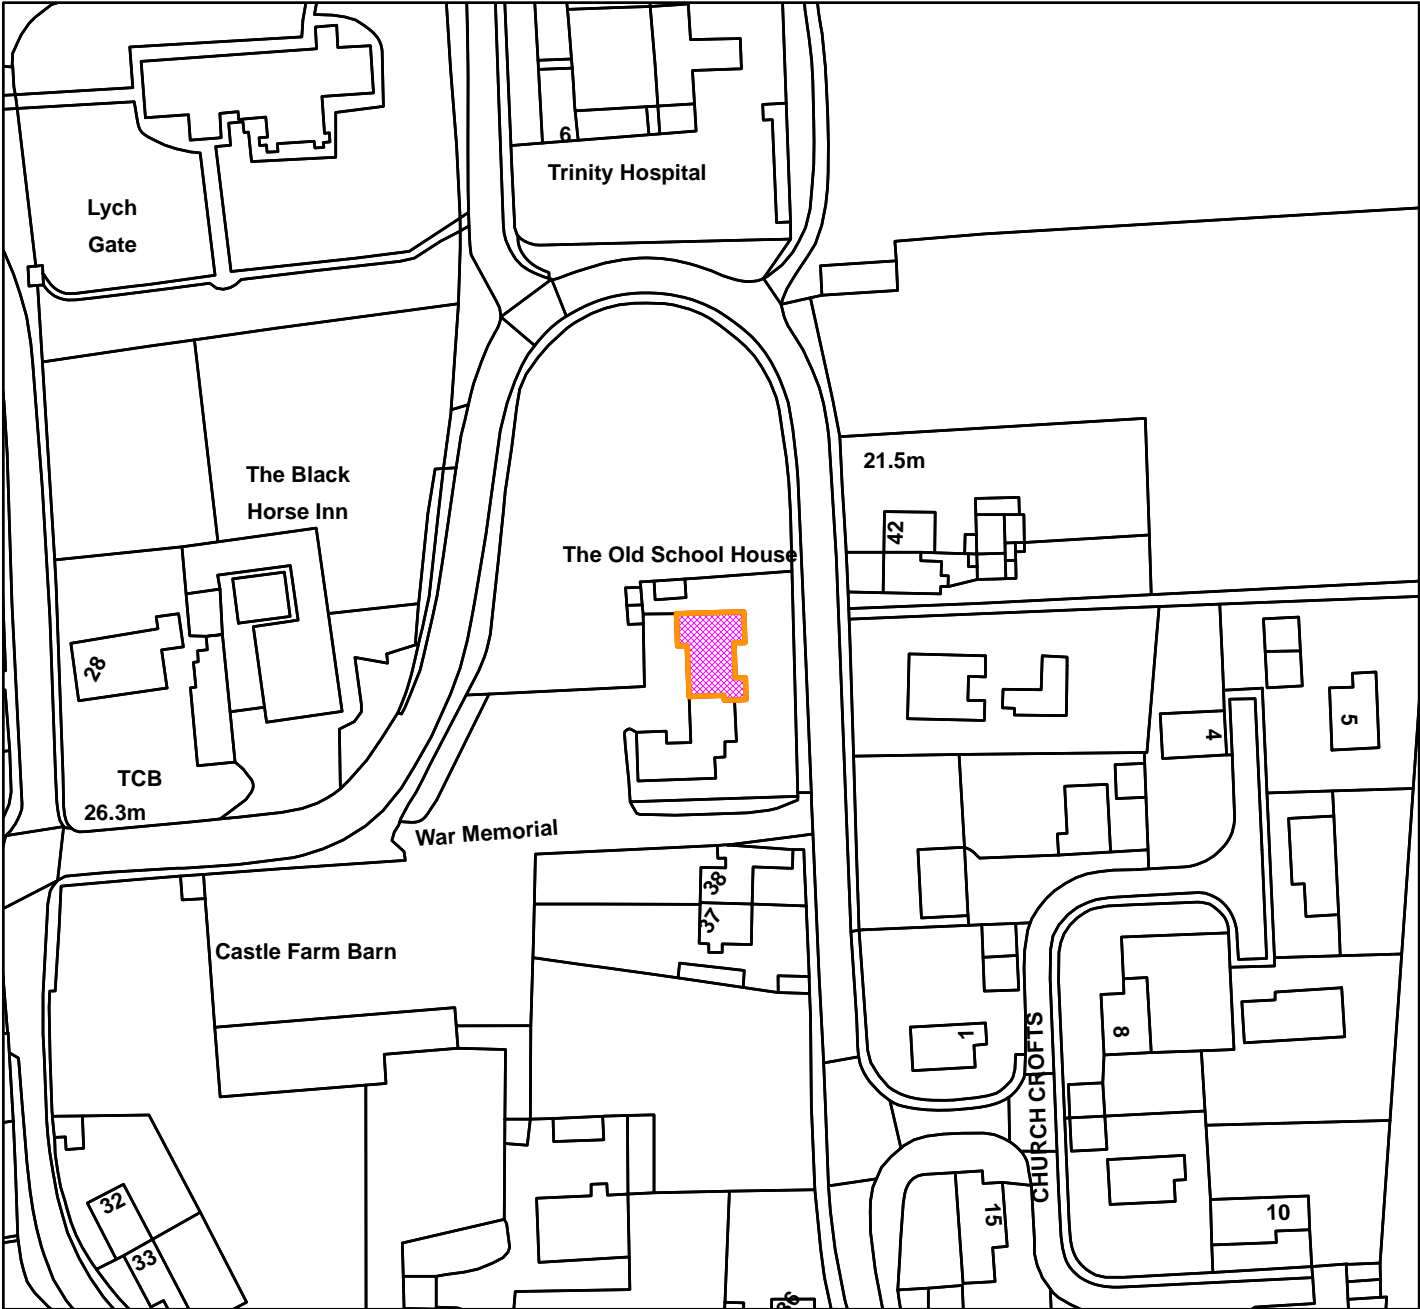 6
Trinity Hospital
Lych
Gate
21.5m
The Black
Horse Inn
42
The Old School House
28
4
5
TCB
26.3m
War Memorial
38
37
Castle Farm Barn
1
8
CHURCH CROFTS
32
15
10
33